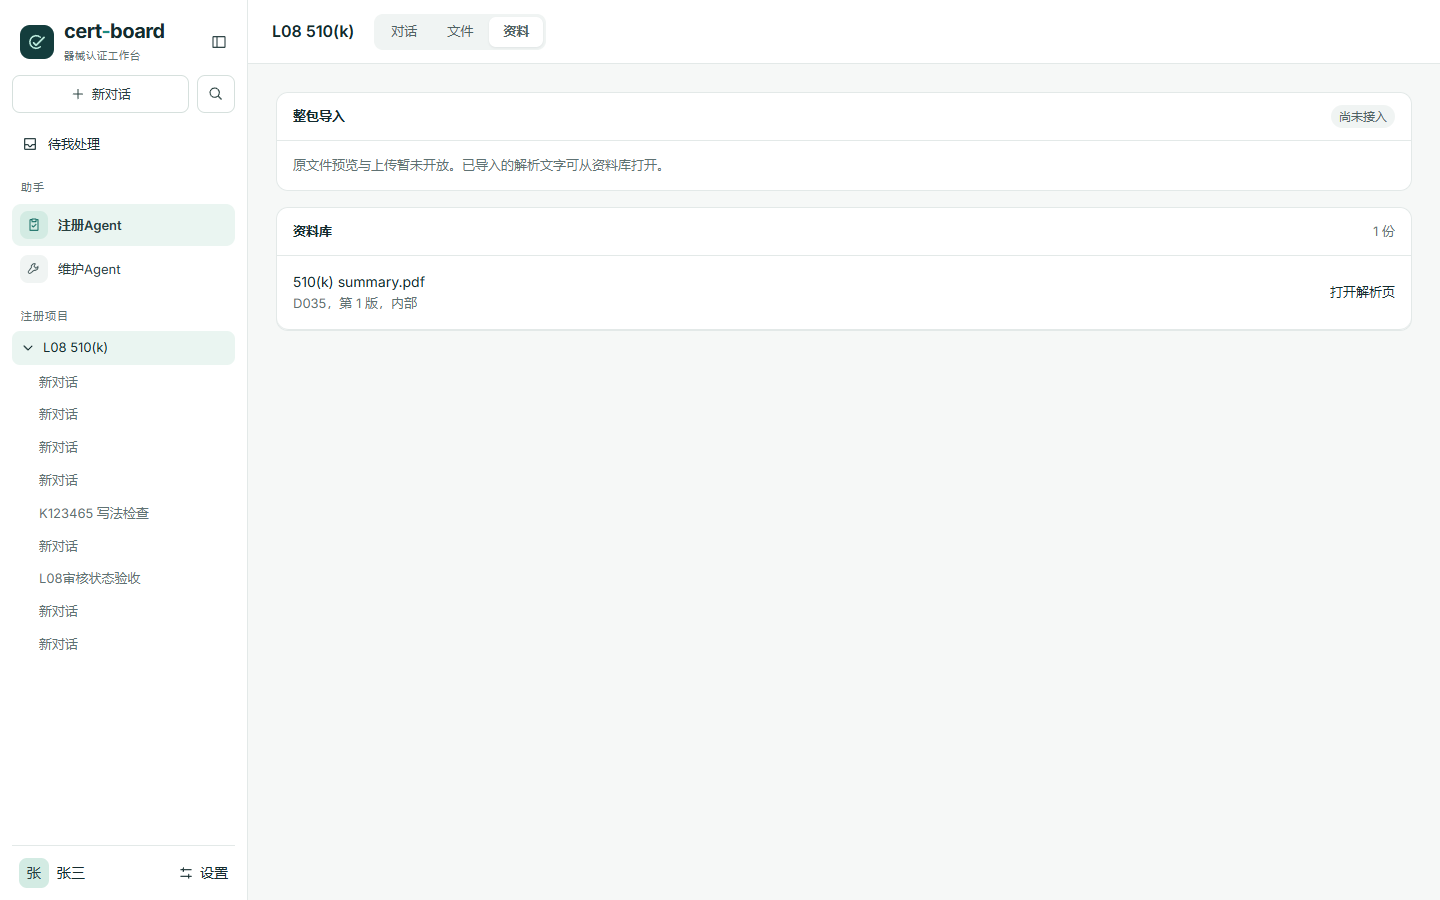 cert-board
器械认证工作台
新对话
待我处理
助手
注册Agent
维护Agent
注册项目
L08 510(k)
新对话
新对话
新对话
新对话
K123465 写法检查
新对话
L08审核状态验收
新对话
新对话
张 张三
设置
L08 510(k)
对话 文件 资料
整包导入
尚未接入
原文件预览与上传暂未开放。已导入的解析文字可从资料库打开。
资料库
1 份
510(k) summary.pdf
D035，第 1 版，内部
打开解析页